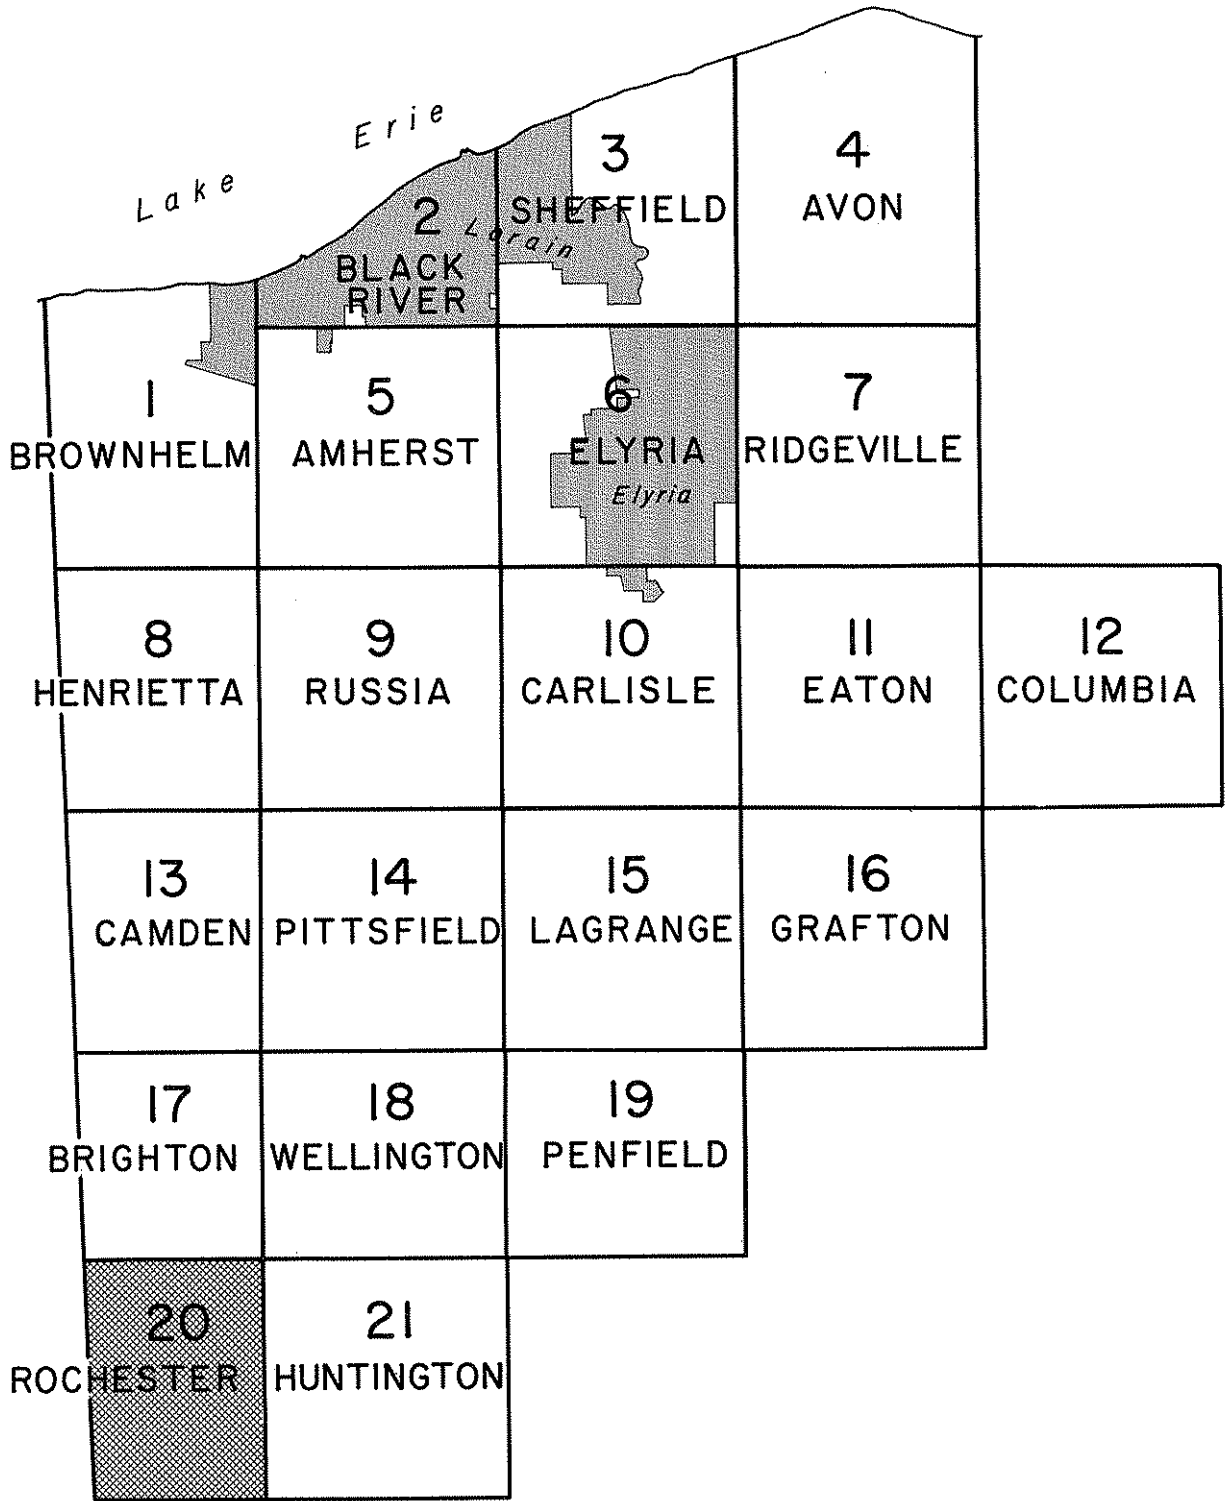 Lake Erie
3
SHEFFIELD
4
AVON
2
BLACK
RIVER
Lorain
1
BROWNHELM
5
AMHERST
6
ELYRIA
Elyria
7
RIDGEVILLE
8
HENRIETTA
9
RUSSIA
10
CARLISLE
11
EATON
12
COLUMBIA
13
CAMDEN
14
PITTSFIELD
15
LAGRANGE
16
GRAFTON
17
BRIGHTON
18
WELLINGTON
19
PENFIELD
20
ROCHESTER
21
HUNTINGTON